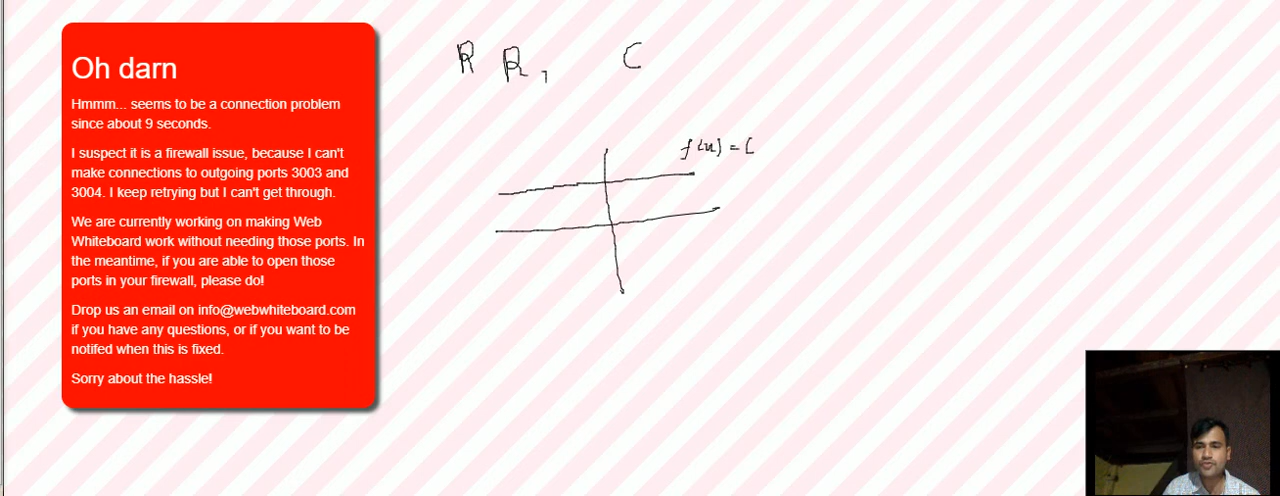 Oh darn
Hmmm... seems to be a connection problem
since about 9 seconds.
I suspect it is a firewall issue, because I can't
make connections to outgoing ports 3003 and
3004. I keep retrying but I can't get through.
We are currently working on making Web
Whiteboard work without needing those ports. In
the meantime, if you are able to open those
ports in your firewall, please do!
Drop us an email on info@webwhiteboard.com
if you have any questions, or if you want to be
notifed when this is fixed.
Sorry about the hassle!
R R, C
f(x) = C